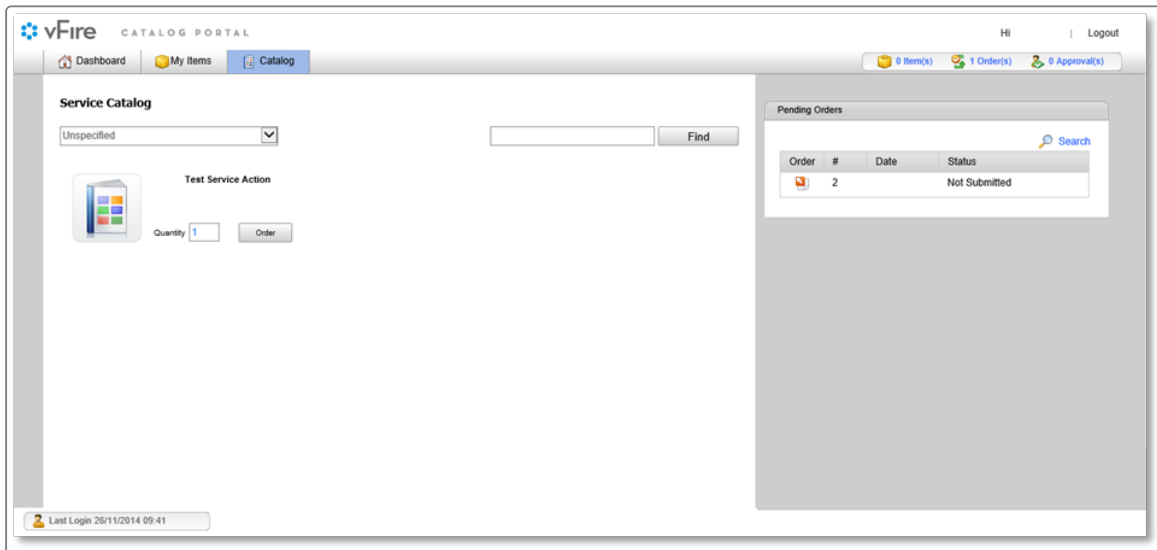 vFire CATALOG PORTAL
Hi | Logout
Dashboard My Items Catalog
0 Item(s) 1 Order(s) 0 Approval(s)
Service Catalog
Unspecified
Find
Test Service Action
Quantity 1 Order
Pending Orders
Search
Order # Date Status
2 Not Submitted
Last Login 26/11/2014 09:41